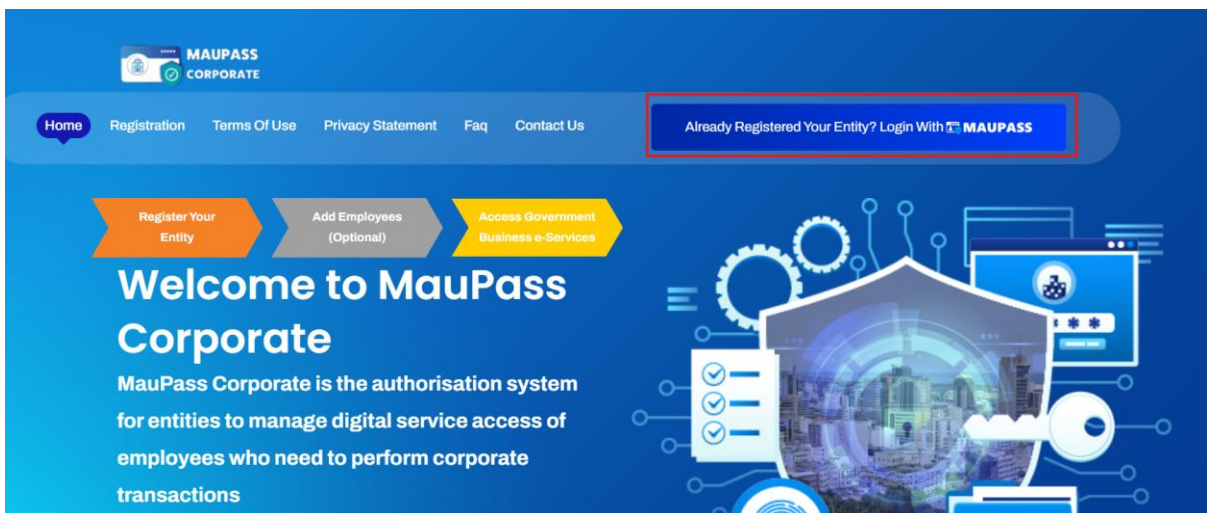 MAUPASS
CORPORATE
Home
Registration
Terms Of Use
Privacy Statement
Faq
Contact Us
Already Registered Your Entity? Login With MAUPASS
Register Your
Entity
Add Employees
(Optional)
Access Government
Business e-Services
Welcome to MauPass
Corporate
MauPass Corporate is the authorisation system
for entities to manage digital service access of
employees who need to perform corporate
transactions